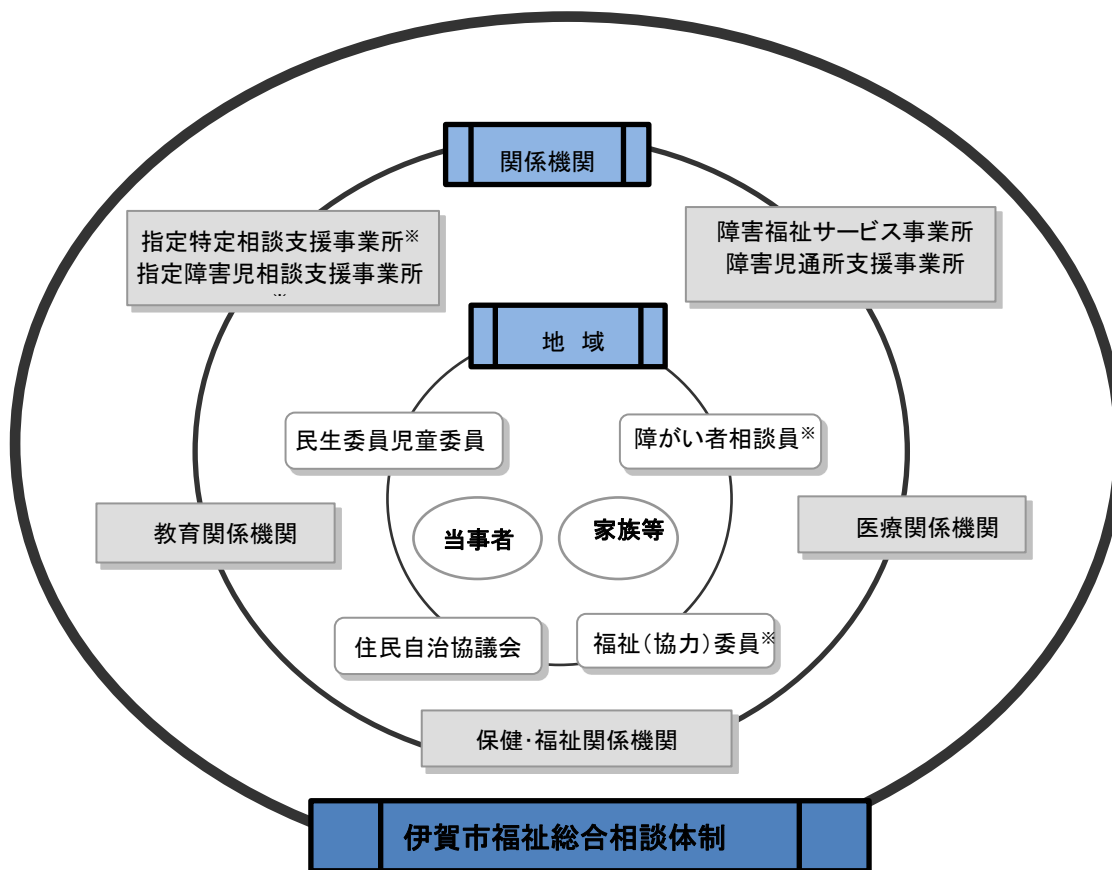 関係機関
指定特定相談支援事業所※
指定障害児相談支援事業所
※
障害福祉サービス事業所
障害児通所支援事業所
地 域
民生委員児童委員
障がい者相談員※
教育関係機関
当事者
家族等
医療関係機関
住民自治協議会
福祉(協力)委員※
保健・福祉関係機関
伊賀市福祉総合相談体制